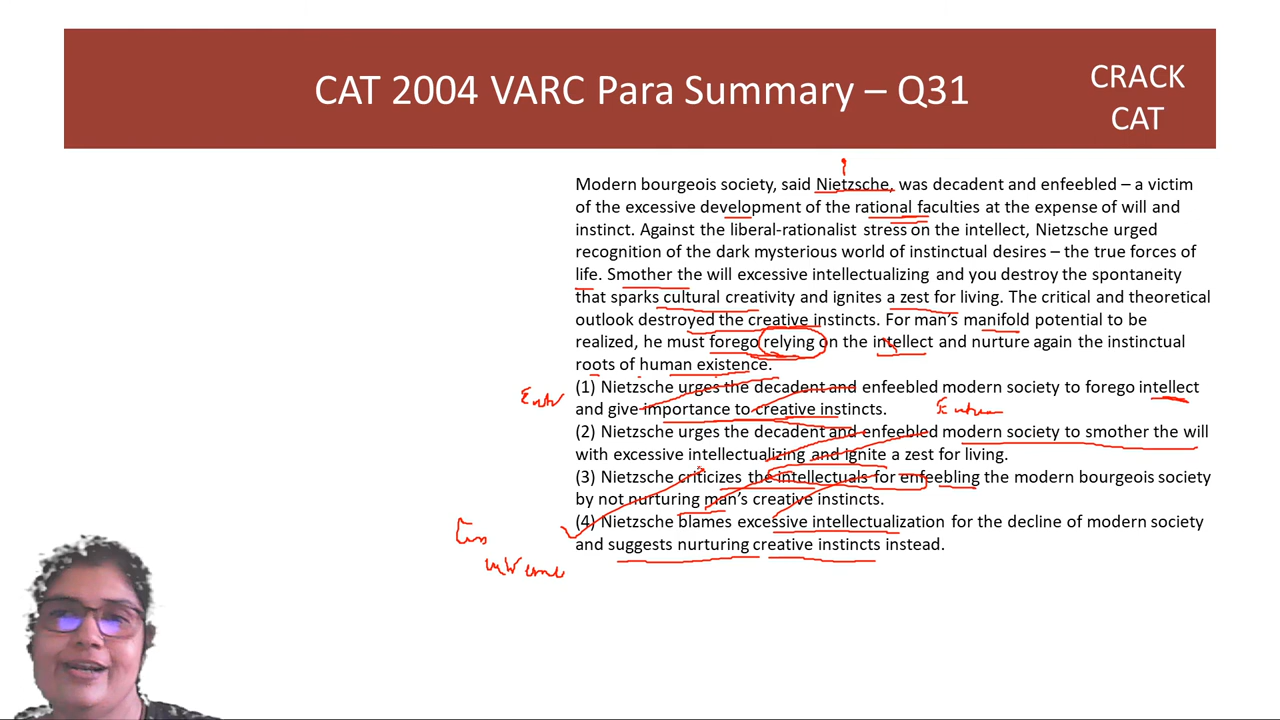 CAT 2004 VARC Para Summary – Q31
CRACK
CAT
Modern bourgeois society, said Nietzsche, was decadent and enfeebled – a victim
of the excessive development of the rational faculties at the expense of will and
instinct. Against the liberal-rationalist stress on the intellect, Nietzsche urged
recognition of the dark mysterious world of instinctual desires – the true forces of
life. Smother the will excessive intellectualizing and you destroy the spontaneity
that sparks cultural creativity and ignites a zest for living. The critical and theoretical
outlook destroyed the creative instincts. For man’s manifold potential to be
realized, he must forego relying on the intellect and nurture again the instinctual
roots of human existence.
(1) Nietzsche urges the decadent and enfeebled modern society to forego intellect
and give importance to creative instincts.
(2) Nietzsche urges the decadent and enfeebled modern society to smother the will
with excessive intellectualizing and ignite a zest for living.
(3) Nietzsche criticizes the intellectuals for enfeebling the modern bourgeois society
by not nurturing man’s creative instincts.
(4) Nietzsche blames excessive intellectualization for the decline of modern society
and suggests nurturing creative instincts instead.